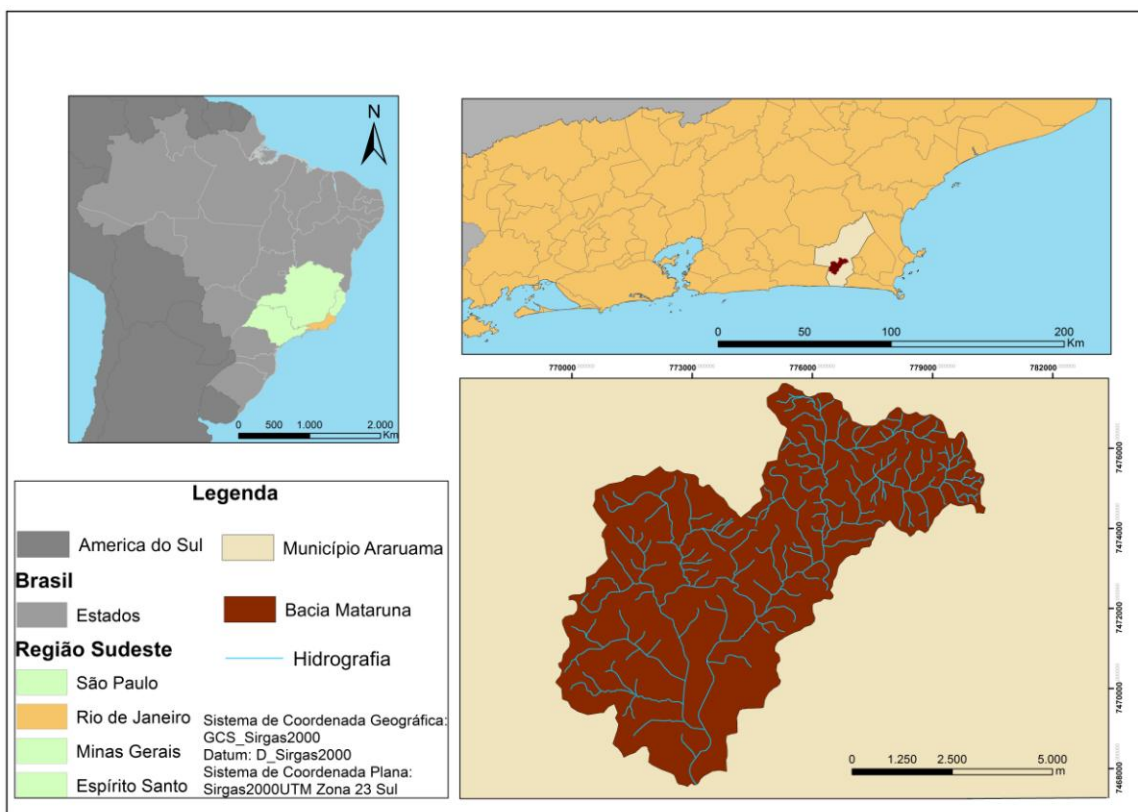 N
0 500 1.000 2.000
Km
0 50 100 200
Km
770000 773000 776000 779000 782000
7476000
7474000
7472000
7470000
7468000
0 1.250 2.500 5.000
m
Legenda
America do Sul
Brasil
Estados
Região Sudeste
São Paulo
Rio de Janeiro
Minas Gerais
Espírito Santo
Município Araruama
Bacia Mataruna
Hidrografia
Sistema de Coordenada Geográfica:
GCS_Sirgas2000
Datum: D_Sirgas2000
Sistema de Coordenada Plana:
Sirgas2000UTM Zona 23 Sul